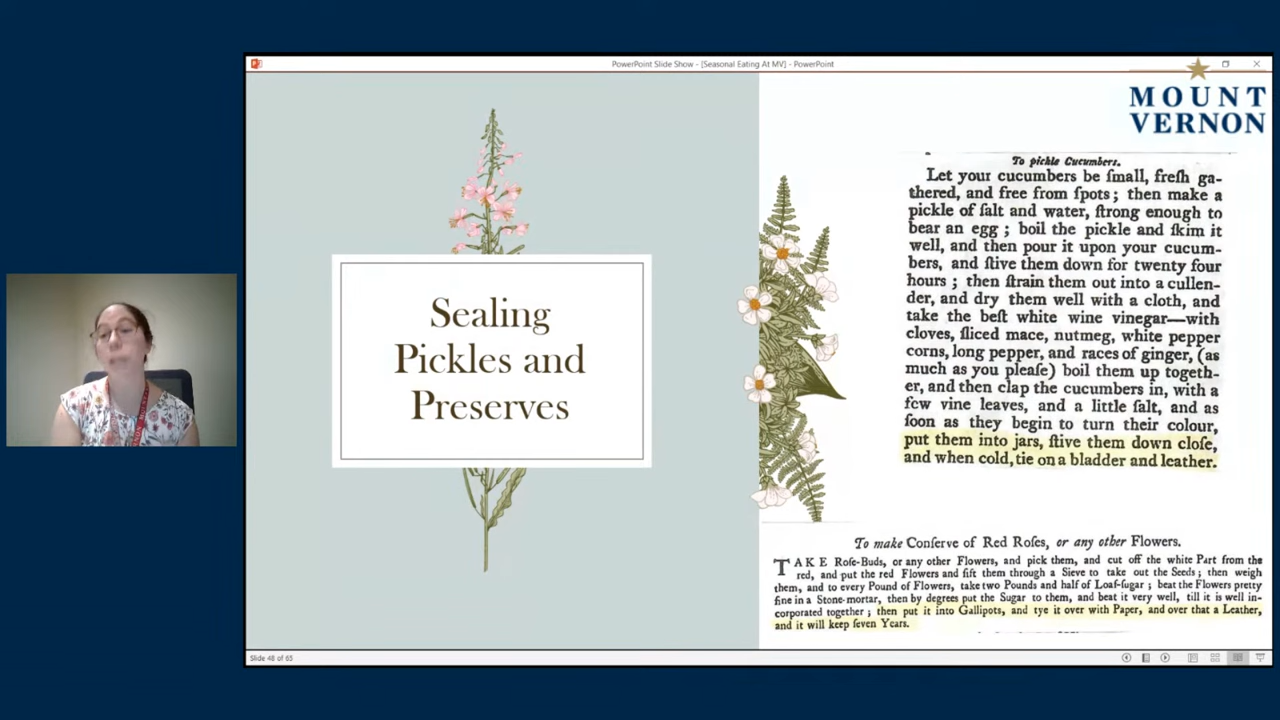 PowerPoint Slide Show - [Seasonal Eating At MV] - PowerPoint
MOUNT
VERNON
Sealing
Pickles and
Preserves
To pickle Cucumbers.
Let your cucumbers be ſmall, freſh ga-
thered, and free from ſpots; then make a
pickle of ſalt and water, ſtrong enough to
bear an egg; boil the pickle and ſkim it
well, and then pour it upon your cucum-
bers, and ſtive them down for twenty four
hours; then ſtrain them out into a cullen-
der, and dry them well with a cloth, and
take the beſt white wine vinegar—with
cloves, ſliced mace, nutmeg, white pepper
corns, long pepper, and races of ginger, (as
much as you pleaſe) boil them up togeth-
er, and then clap the cucumbers in, with a
few vine leaves, and a little ſalt, and as
ſoon as they begin to turn their colour,
put them into jars, ſtive them down cloſe,
and when cold, tie on a bladder and leather.
To make Conſerve of Red Roſes, or any other Flowers.
TAKE Roſe-Buds, or any other Flowers, and pick them, and cut off the white Part from the
red, and put the red Flowers and ſift them through a Sieve to take out the Seeds; then weigh
them, and to every Pound of Flowers, take two Pounds and half of Loaf-ſugar; beat the Flowers pretty
fine in a Stone-mortar, then by degrees put the Sugar to them, and beat it very well, till it is well in-
corporated together; then put it into Gallipots, and tye it over with Paper, and over that a Leather,
and it will keep ſeven Years.
Slide 48 of 65